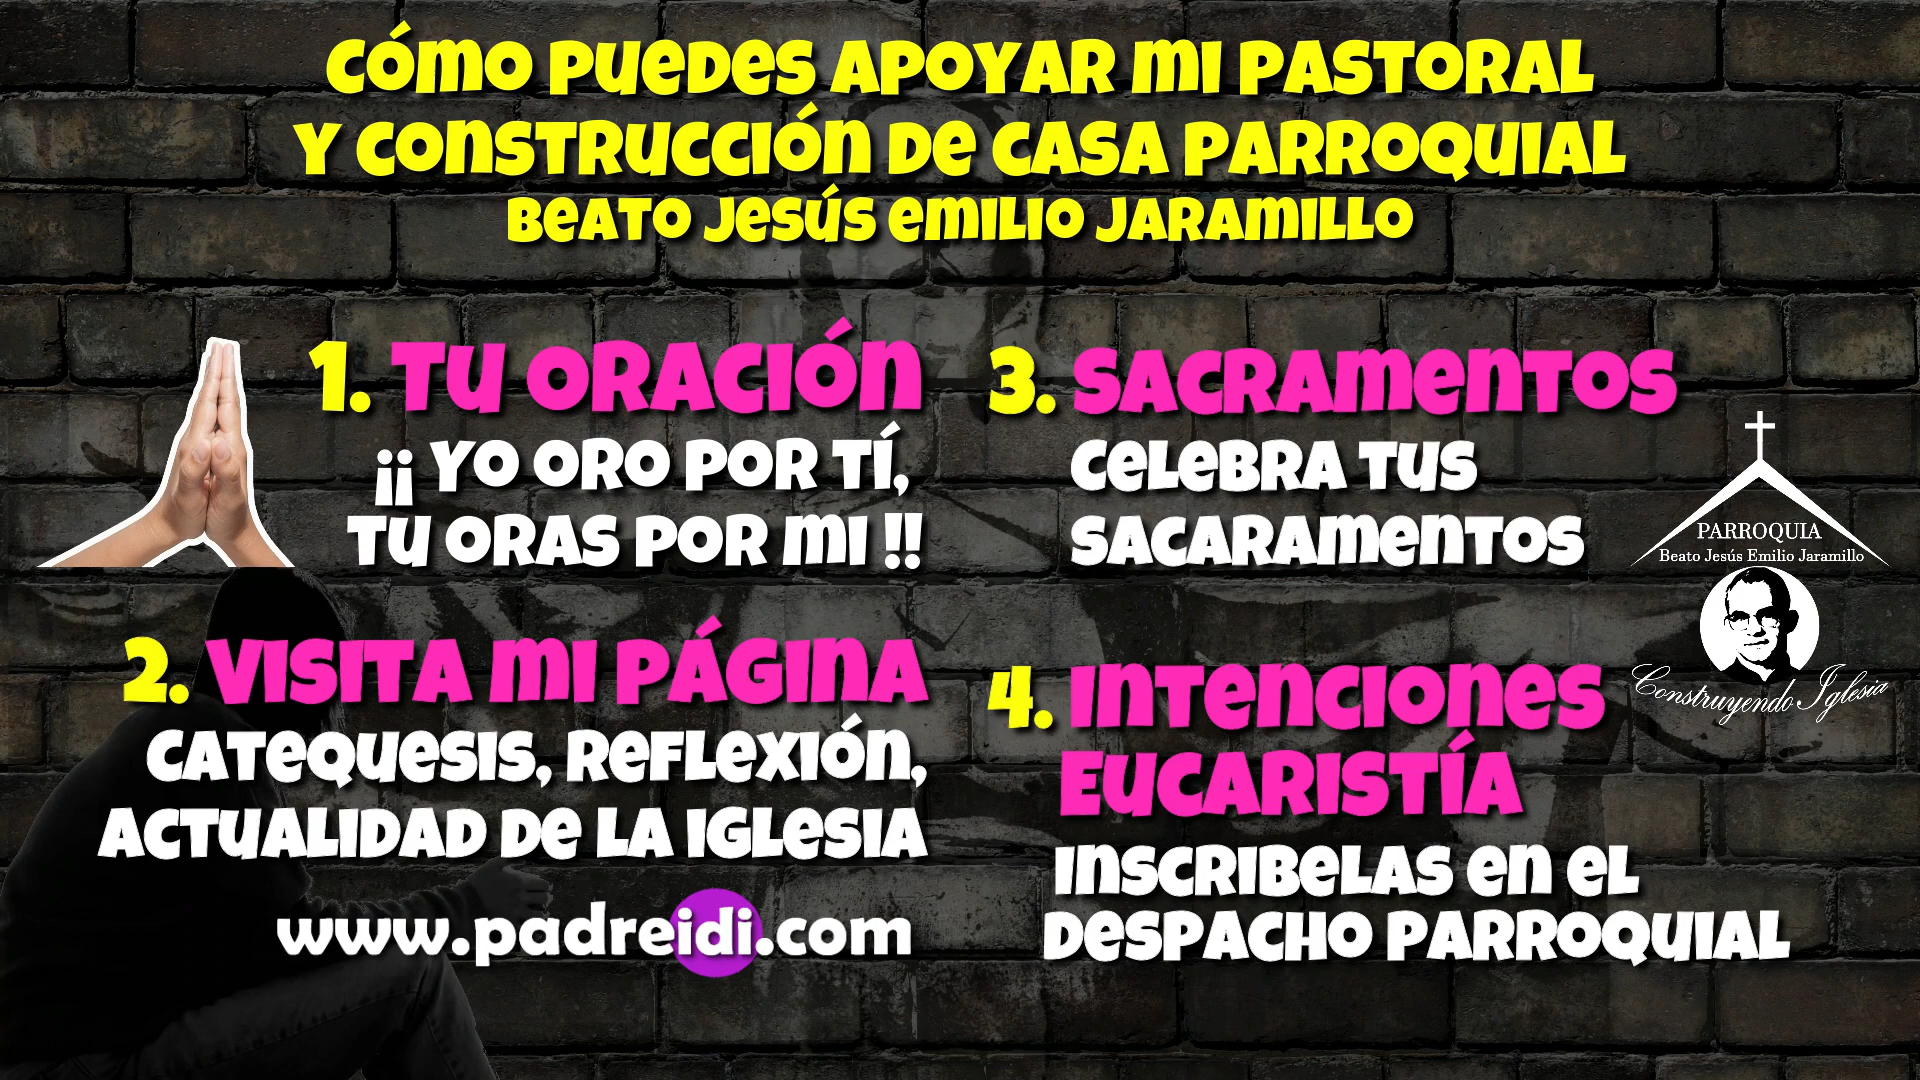 CÓMO PUEDES APOYAR MI PASTORAL
Y CONSTRUCCIÓN DE CASA PARROQUIAL
BEATO JESÚS EMILIO JARAMILLO
1. TU ORACIÓN
¡¡ YO ORO POR TÍ,
TU ORAS POR MI !!
2. VISITA MI PÁGINA
CATEQUESIS, REFLEXIÓN,
ACTUALIDAD DE LA IGLESIA
www.padreidi.com
3. SACRAMENTOS
CELEBRA TUS
SACARAMENTOS
4. INTENCIONES
EUCARISTÍA
INSCRIBELAS EN EL
DESPACHO PARROQUIAL
PARROQUIA
Beato Jesús Emilio Jaramillo
Construyendo Iglesia